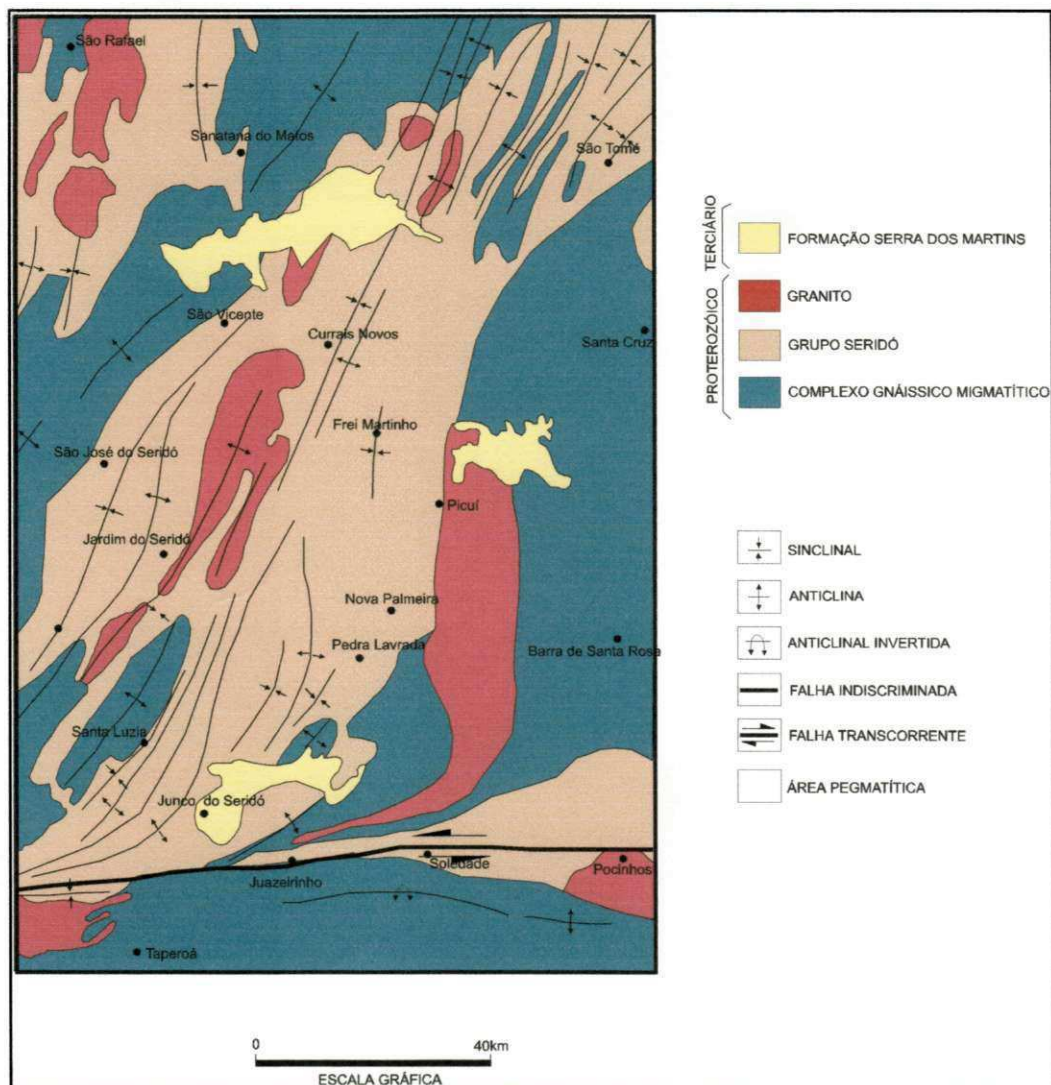 São Rafael
Sanatana do Matos
São Tomé
São Vicente
Currais Novos
Santa Cruz
Frei Martinho
São José do Seridó
Picuí
Jardim do Seridó
Nova Palmeira
Pedra Lavrada
Barra de Santa Rosa
Santa Luzia
Junco do Seridó
Soledade
Juazeirinho
Pocinhos
Taperoá
TERCIÁRIO
FORMAÇÃO SERRA DOS MARTINS
PROTEROZÓICO
GRANITO
GRUPO SERIDÓ
COMPLEXO GNÁISSICO MIGMATÍTICO
SINCLINAL
ANTICLINA
ANTICLINAL INVERTIDA
FALHA INDISCRIMINADA
FALHA TRANSCORRENTE
ÁREA PEGMATÍTICA
0 40km
ESCALA GRÁFICA